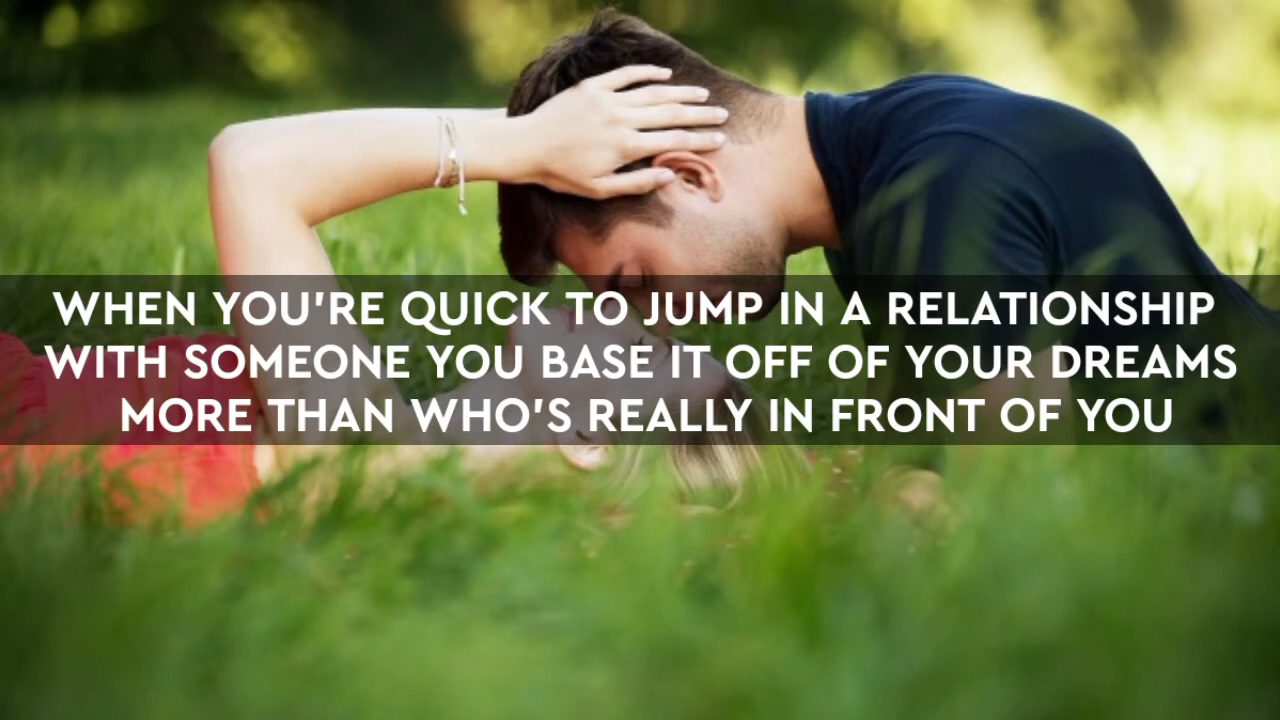 WHEN YOU'RE QUICK TO JUMP IN A RELATIONSHIP
WITH SOMEONE YOU BASE IT OFF OF YOUR DREAMS
MORE THAN WHO'S REALLY IN FRONT OF YOU